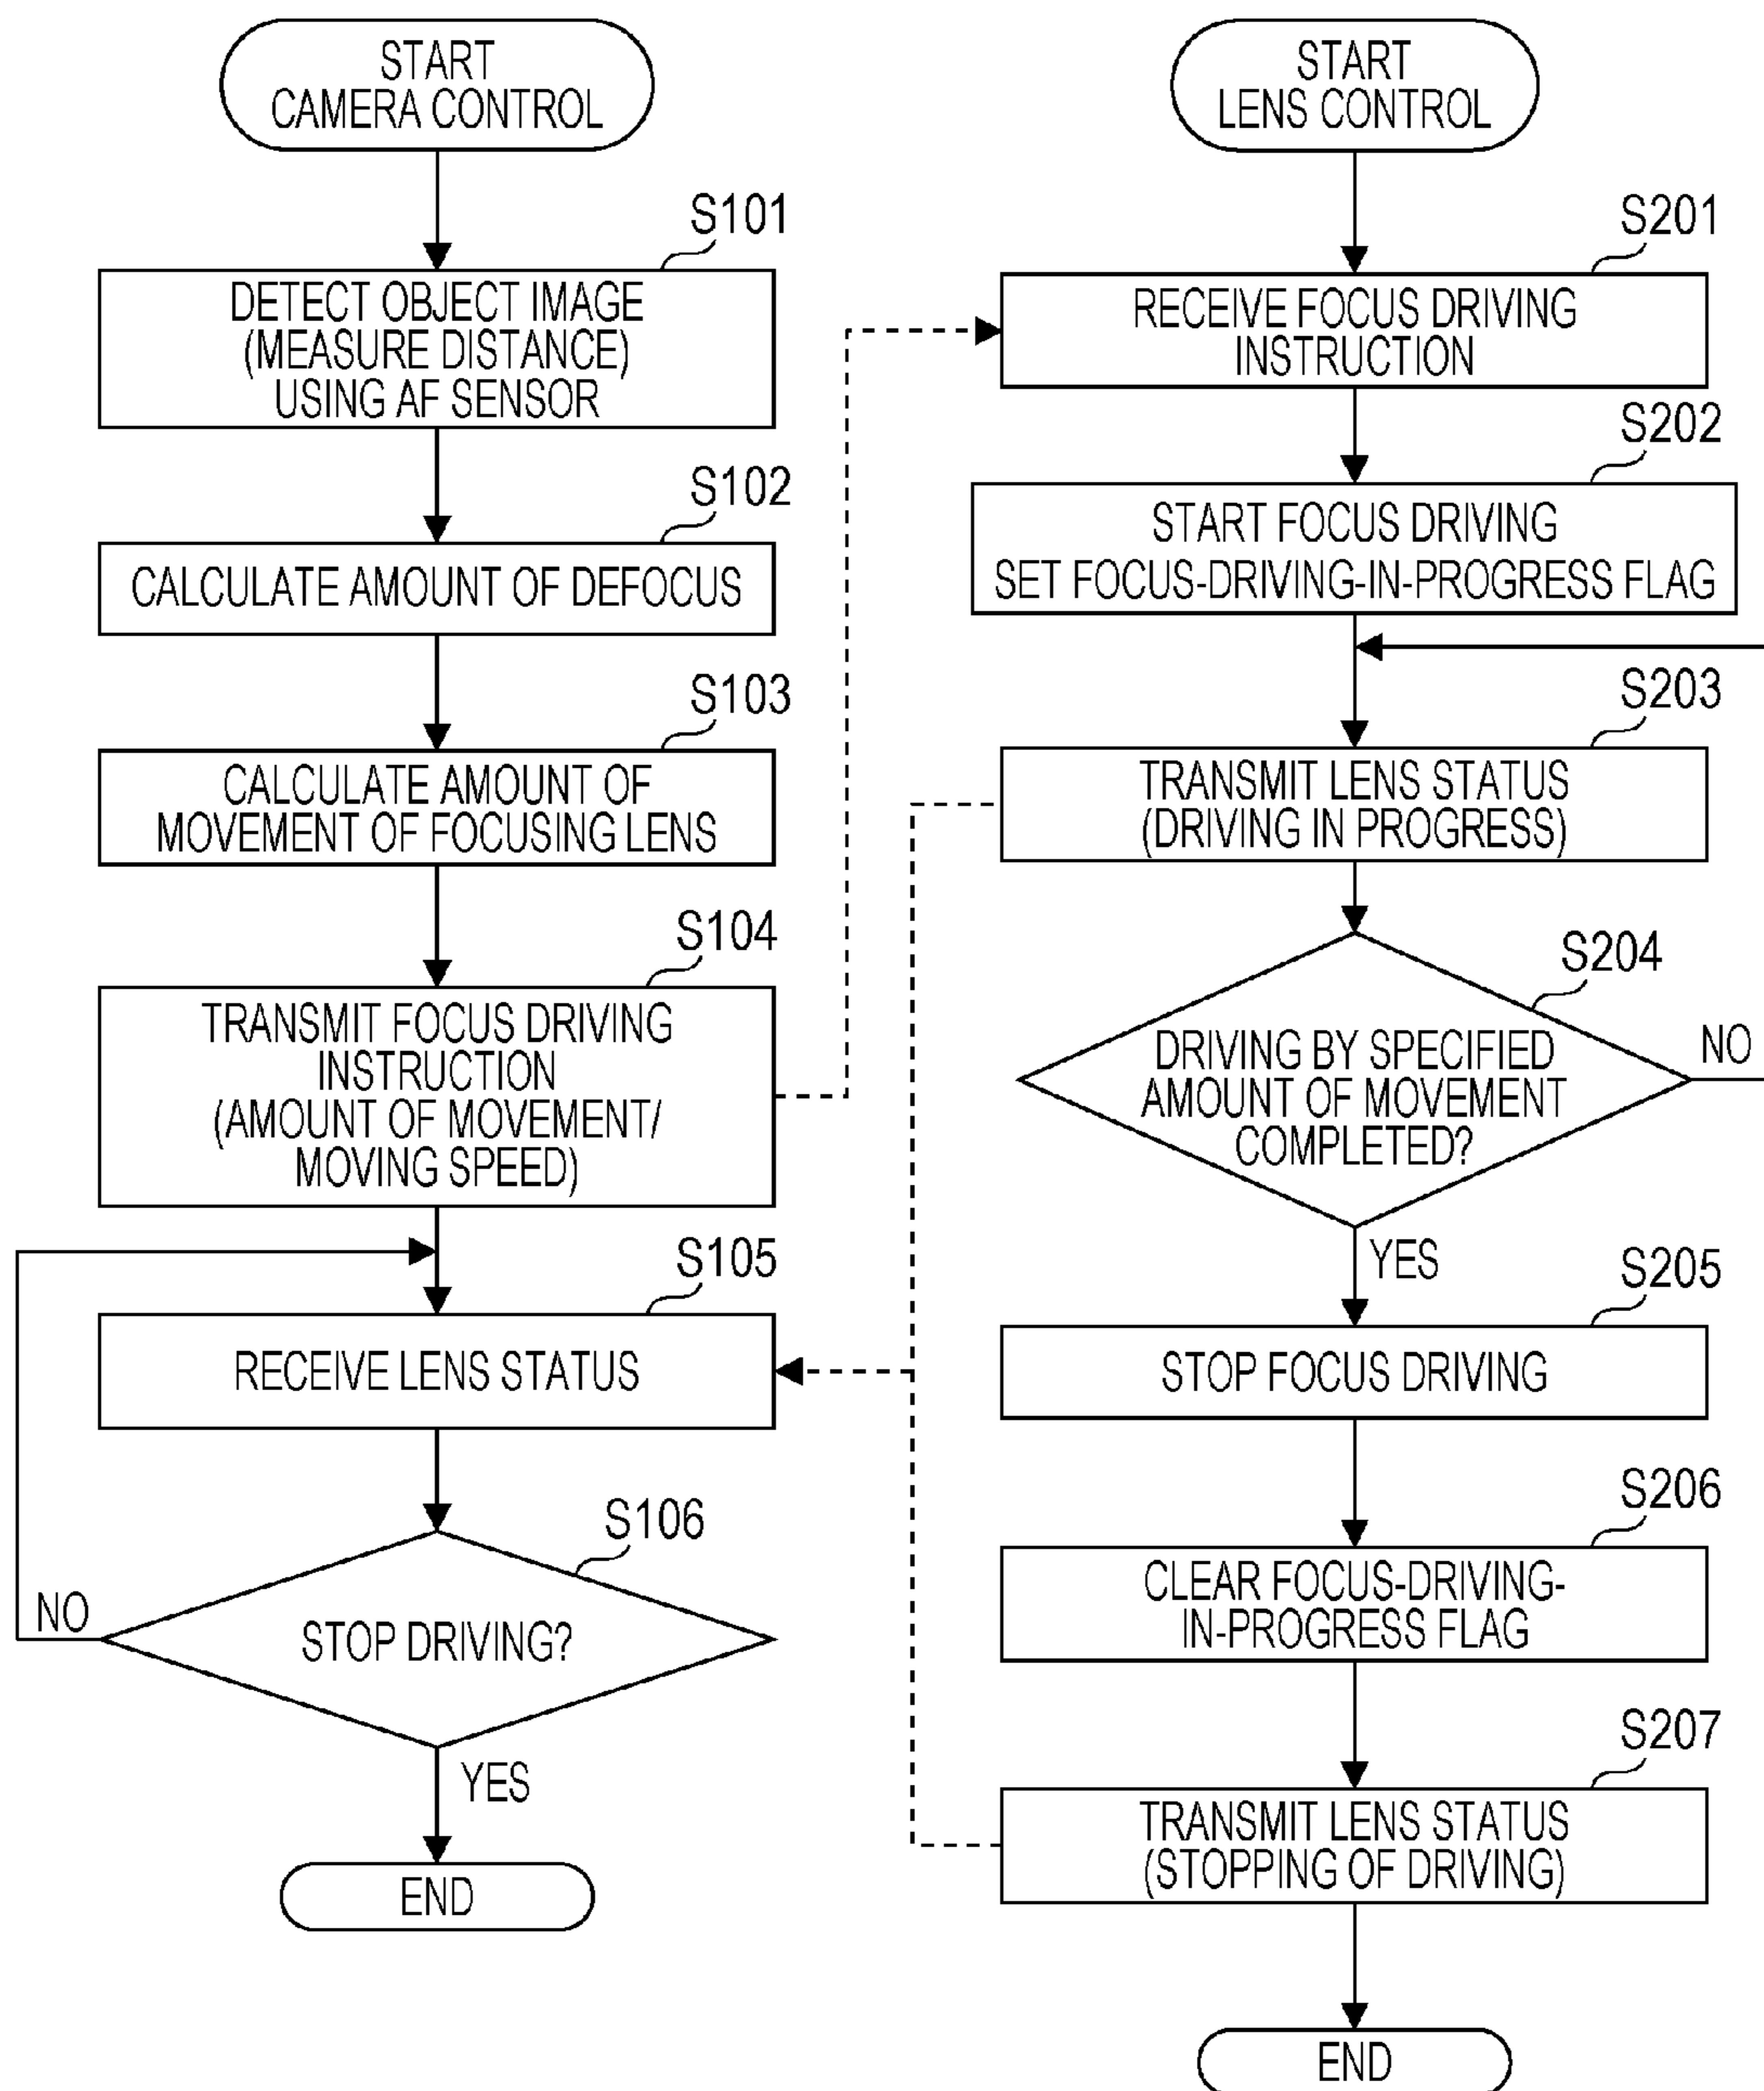 START
CAMERA CONTROL
S101
DETECT OBJECT IMAGE
(MEASURE DISTANCE)
USING AF SENSOR
S102
CALCULATE AMOUNT OF DEFOCUS
S103
CALCULATE AMOUNT OF
MOVEMENT OF FOCUSING LENS
S104
TRANSMIT FOCUS DRIVING
INSTRUCTION
(AMOUNT OF MOVEMENT/
MOVING SPEED)
S105
RECEIVE LENS STATUS
S106
STOP DRIVING?
NO
YES
END
START
LENS CONTROL
S201
RECEIVE FOCUS DRIVING
INSTRUCTION
S202
START FOCUS DRIVING
SET FOCUS-DRIVING-IN-PROGRESS FLAG
S203
TRANSMIT LENS STATUS
(DRIVING IN PROGRESS)
S204
DRIVING BY SPECIFIED
AMOUNT OF MOVEMENT
COMPLETED?
NO
YES
S205
STOP FOCUS DRIVING
S206
CLEAR FOCUS-DRIVING-
IN-PROGRESS FLAG
S207
TRANSMIT LENS STATUS
(STOPPING OF DRIVING)
END